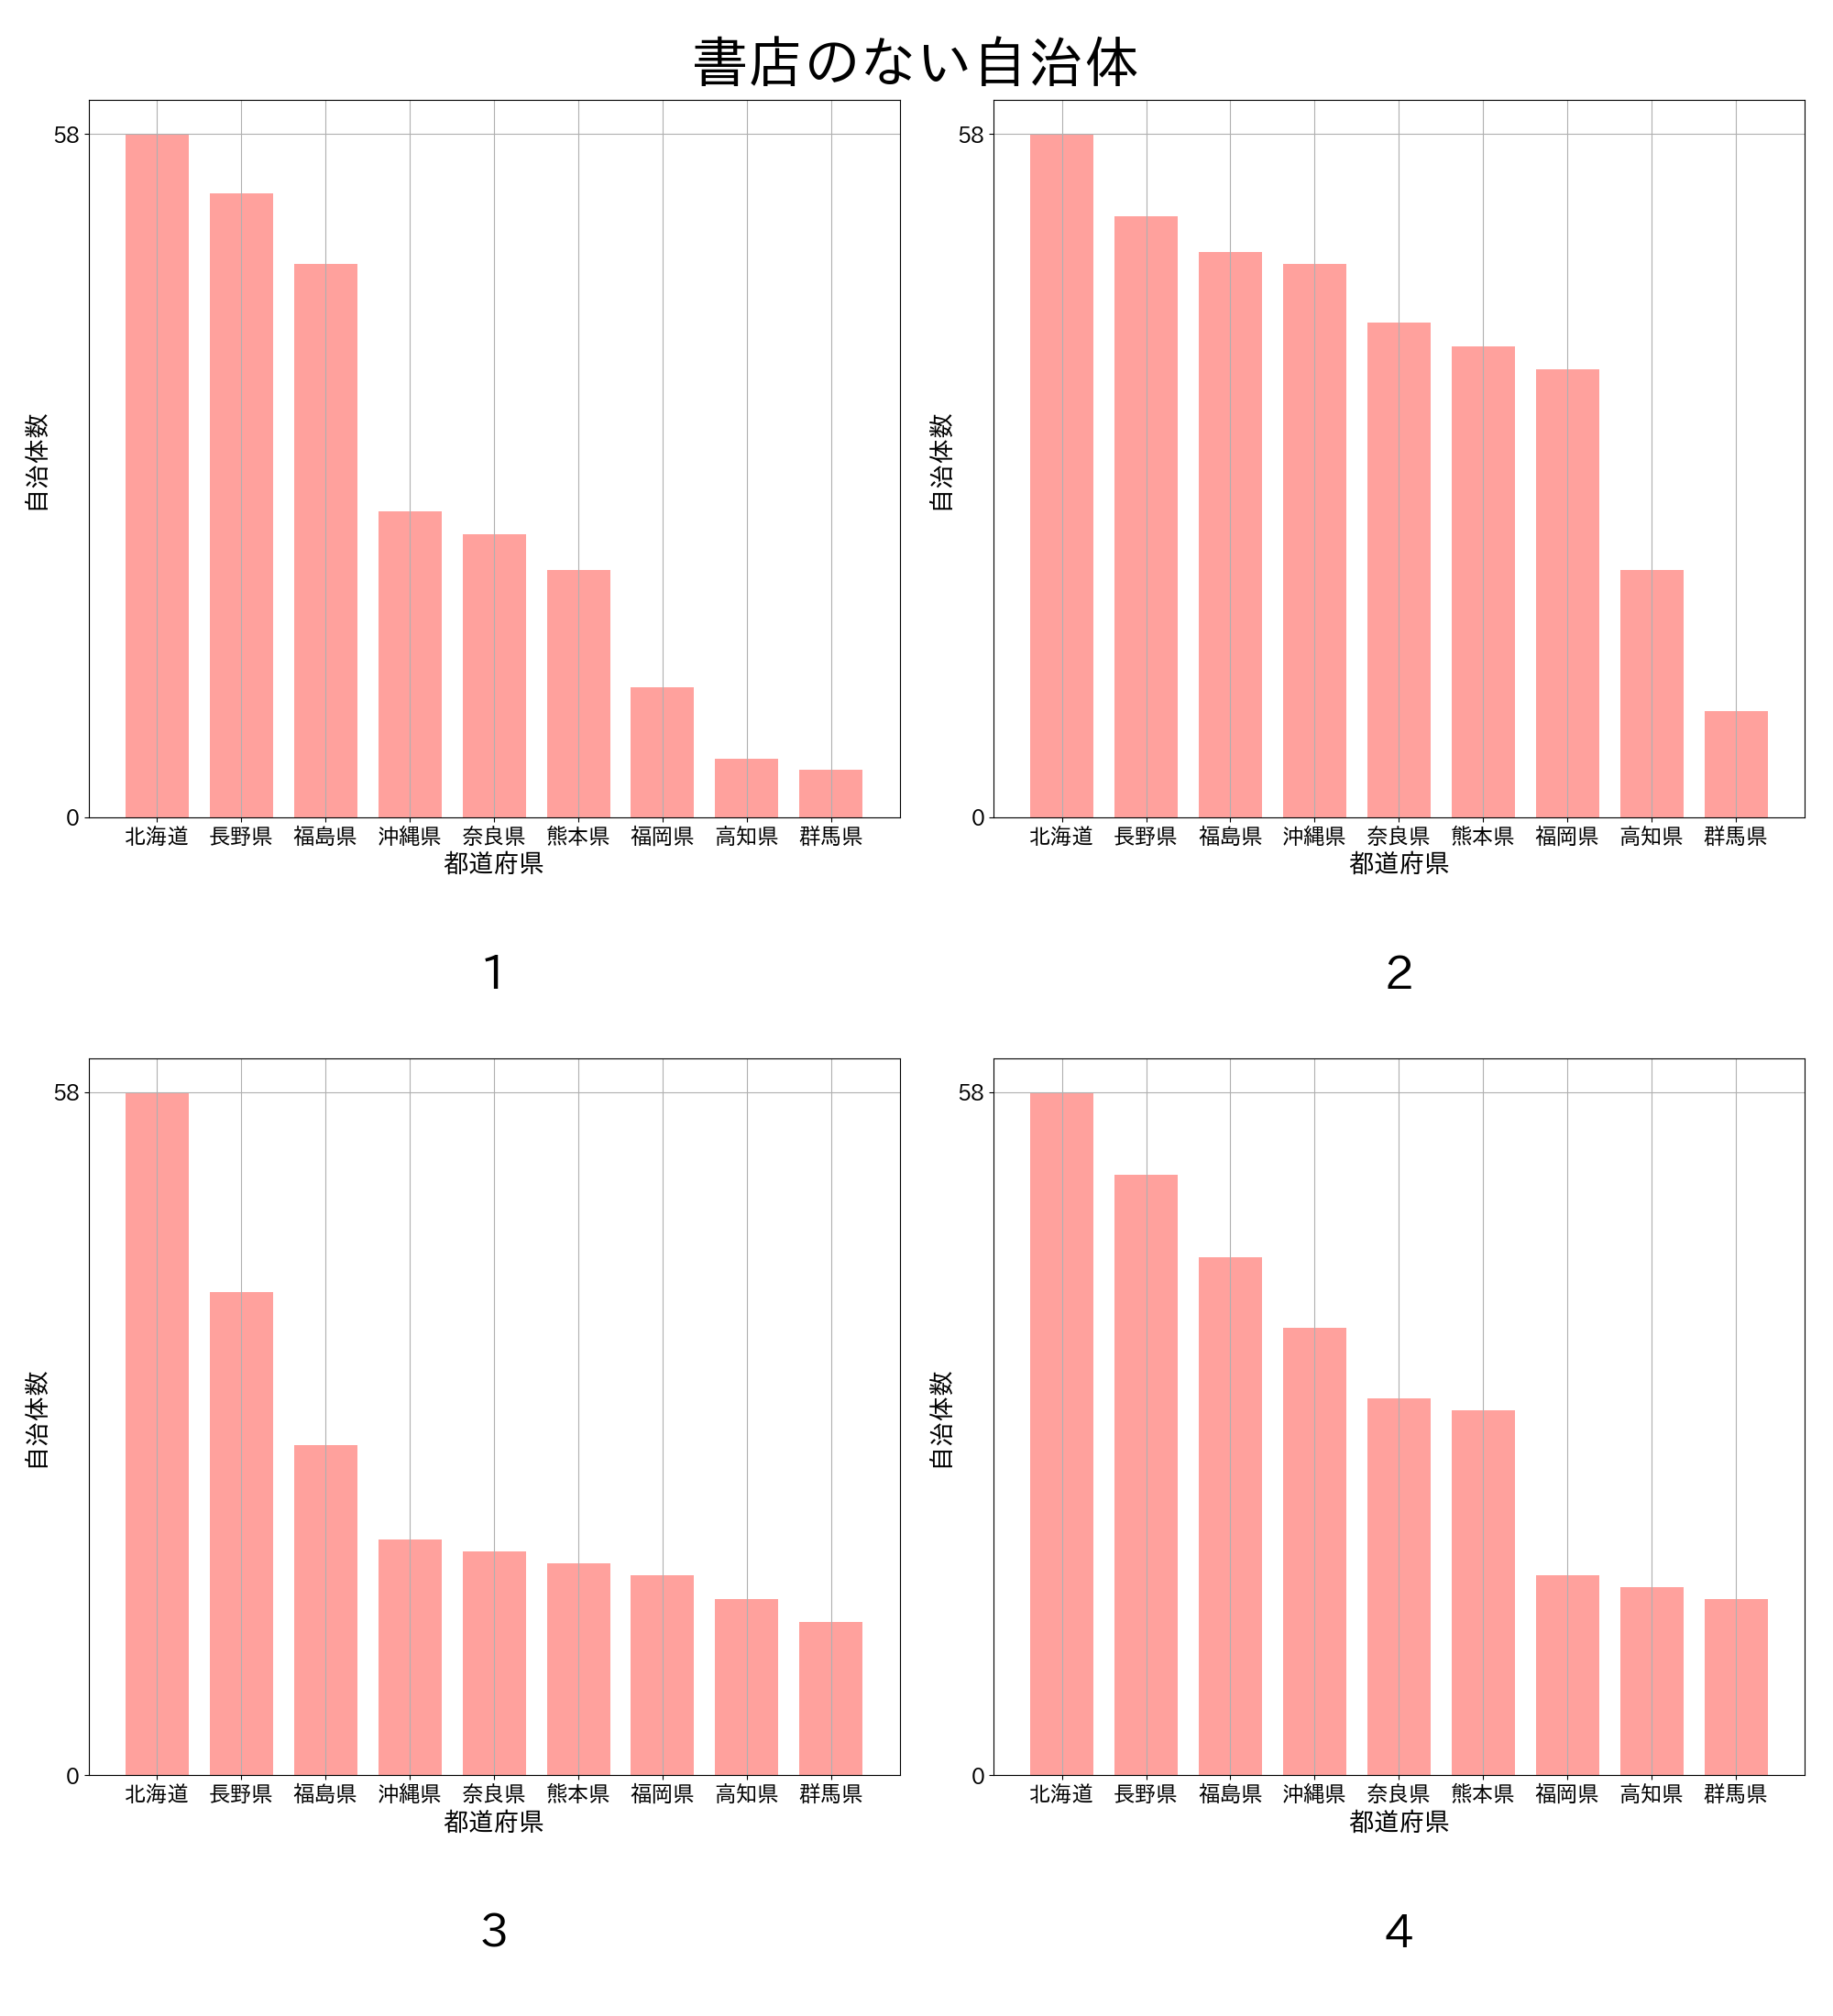 書店のない自治体
58
0
自治体数
北海道 長野県 福島県 沖縄県 奈良県 熊本県 福岡県 高知県 群馬県
都道府県
1
58
0
自治体数
北海道 長野県 福島県 沖縄県 奈良県 熊本県 福岡県 高知県 群馬県
都道府県
2
58
0
自治体数
北海道 長野県 福島県 沖縄県 奈良県 熊本県 福岡県 高知県 群馬県
都道府県
3
58
0
自治体数
北海道 長野県 福島県 沖縄県 奈良県 熊本県 福岡県 高知県 群馬県
都道府県
4